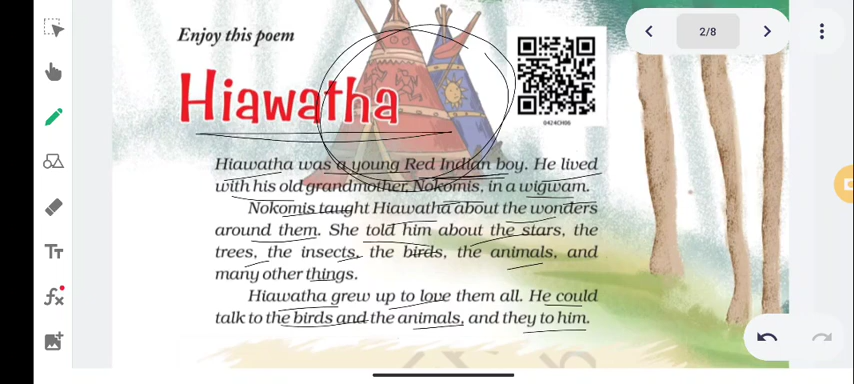 2/8
Enjoy this poem
Hiawatha
0424CH06
Hiawatha was a young Red Indian boy. He lived
with his old grandmother, Nokomis, in a wigwam.
Nokomis taught Hiawatha about the wonders
around them. She told him about the stars, the
trees, the insects, the birds, the animals, and
many other things.
Hiawatha grew up to love them all. He could
talk to the birds and the animals, and they to him.
Tт
fx